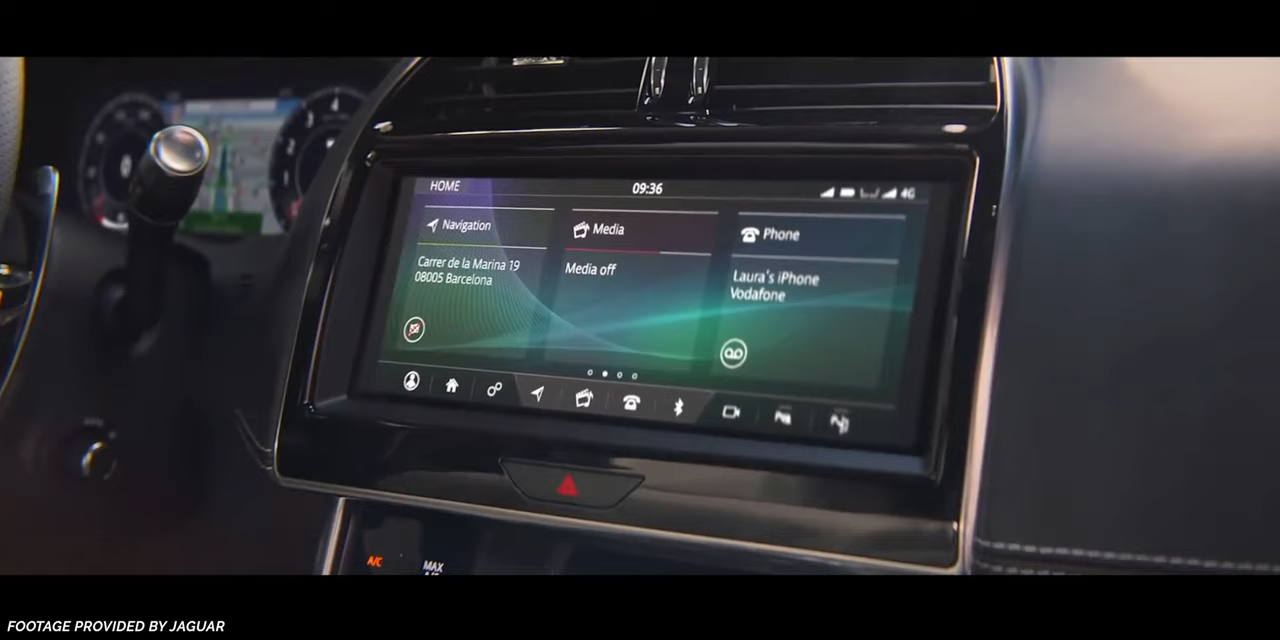 HOME
09:36
4G
Navigation
Media
Phone
Carrer de la Marina 19
08005 Barcelona
Media off
Laura's iPhone
Vodafone
A/C
MAX
FOOTAGE PROVIDED BY JAGUAR